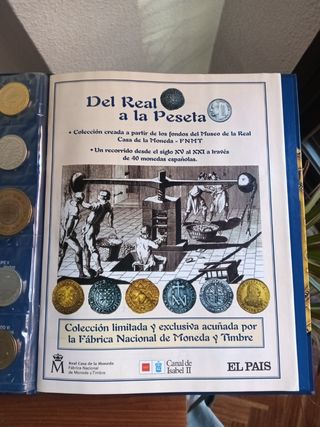 Del Real
a la Peseta
• Colección creada a partir de los fondos del Museo de la Real
Casa de la Moneda - FNMT
• Un recorrido desde el siglo XV al XXI a través
de 40 monedas españolas.
Colección limitada y exclusiva acuñada por
la Fábrica Nacional de Moneda y Timbre
Real Casa de la Moneda
Fábrica Nacional
de Moneda y Timbre
Canal de
Isabel II
EL PAIS